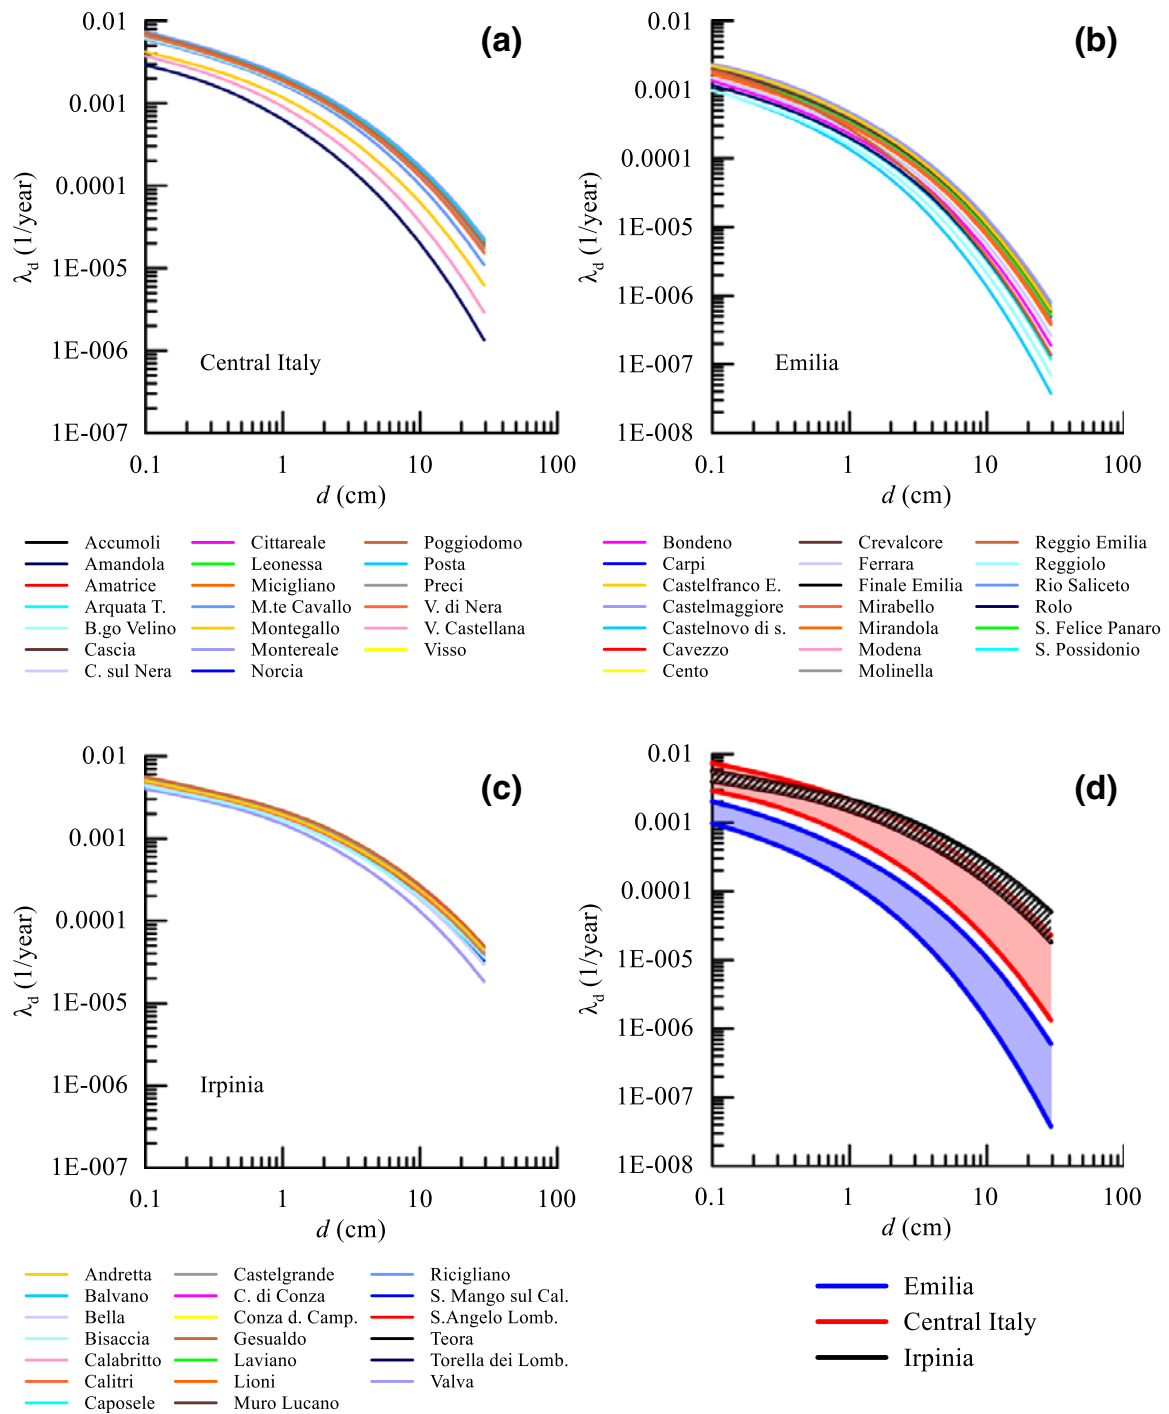 (a)
0.01
0.001
0.0001
1E-005
1E-006
1E-007
λd (1/year)
Central Italy
0.1 1 10 100
d (cm)
Accumoli Cittareale Poggiodomo
Amandola Leonessa Posta
Amatrice Micigliano Preci
Arquata T. M.te Cavallo V. di Nera
B.go Velino Montegallo V. Castellana
Cascia Montereale Visso
C. sul Nera Norcia
(b)
0.01
0.001
0.0001
1E-005
1E-006
1E-007
1E-008
λd (1/year)
Emilia
0.1 1 10 100
d (cm)
Bondeno Crevalcore Reggio Emilia
Carpi Ferrara Reggiolo
Castelfranco E. Finale Emilia Rio Saliceto
Castelmaggiore Mirabello Rolo
Castelnovo di s. Mirandola S. Felice Panaro
Cavezzo Modena S. Possidonio
Cento Molinella
(c)
0.01
0.001
0.0001
1E-005
1E-006
1E-007
λd (1/year)
Irpinia
0.1 1 10 100
d (cm)
Andretta Castelgrande Ricigliano
Balvano C. di Conza S. Mango sul Cal.
Bella Conza d. Camp. S.Angelo Lomb.
Bisaccia Gesualdo Teora
Calabritto Laviano Torella dei Lomb.
Calitri Lioni Valva
Caposele Muro Lucano
(d)
0.01
0.001
0.0001
1E-005
1E-006
1E-007
1E-008
λd (1/year)
0.1 1 10 100
d (cm)
Emilia
Central Italy
Irpinia